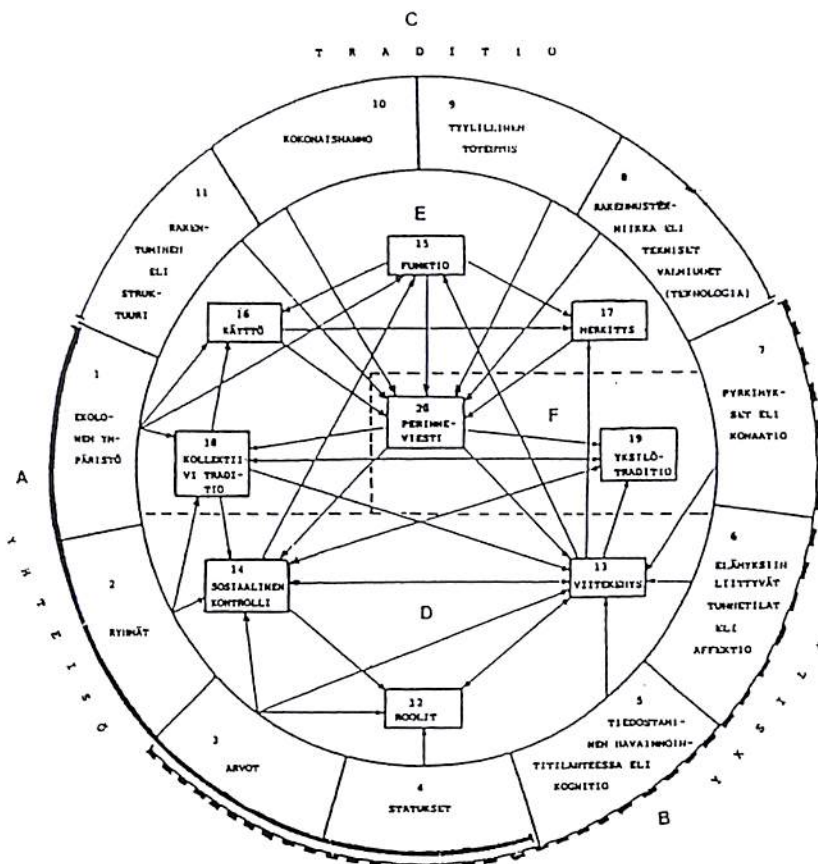 C
T R A D I T I O
10
KOKONAISHAHMO
9
TYYLILLINEN
TOTEUTUS
11
RAKEN-
TUMINEN
ELI
STRUK-
TUURI
8
RAKENNUSTEK-
NIIKKA ELI
TEKNISET
VALMIUDET
(TEKNOLOGIA)
E
15
FUNKTIO
16
KÄYTTÖ
17
MERKITYS
1
EKOLO-
NEN YM-
PÄRISTÖ
7
PYRKIMYK-
SET ELI
KONAATIO
20
PERINNE-
VIESTI
F
18
KOLLEKTII
VI TRADI-
TIO
19
YKSILÖ-
TRADITIO
A
Y H T E I S Ö
2
RYHMÄT
14
SOSIAALINEN
KONTROLLI
13
VIITEKEHYS
6
ELÄMYKSIIN
LIITTYVÄT
TUNNETILAT
ELI
AFFEKTIO
D
12
ROOLIT
3
ARVOT
4
STATUKSET
5
TIEDOSTAMI-
NEN HAVAINNOIN-
TITILANTEESSA ELI
KOGNITIO
B
Y K S I L